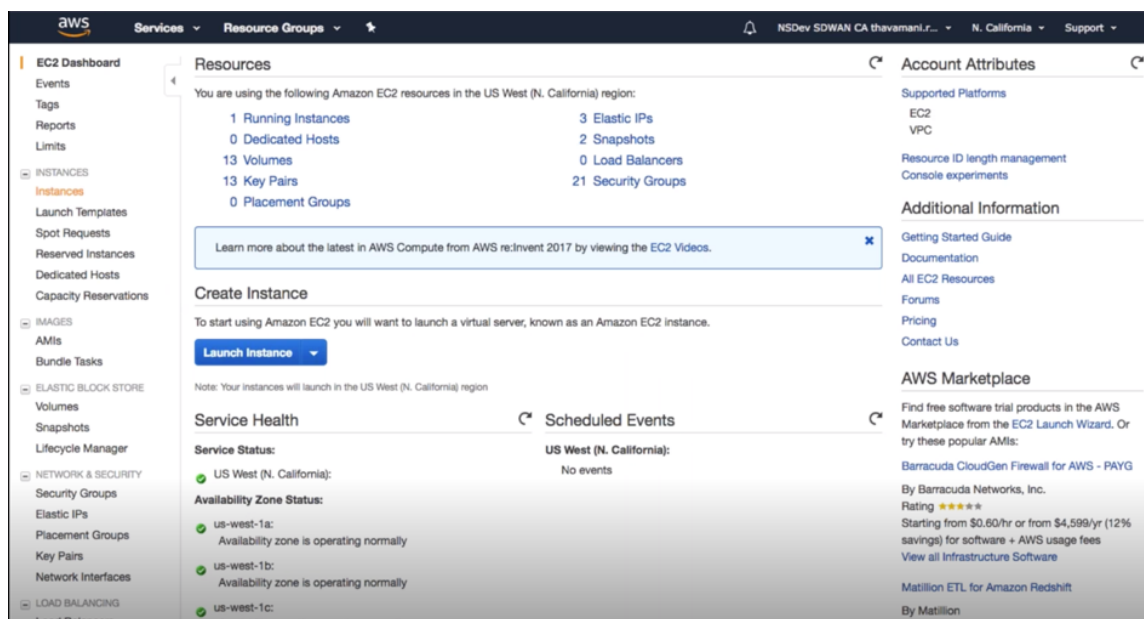 aws
Services
Resource Groups
NSDev SDWAN CA thavamani.r...
N. California
Support
EC2 Dashboard
Events
Tags
Reports
Limits
INSTANCES
Instances
Launch Templates
Spot Requests
Reserved Instances
Dedicated Hosts
Capacity Reservations
IMAGES
AMIs
Bundle Tasks
ELASTIC BLOCK STORE
Volumes
Snapshots
Lifecycle Manager
NETWORK & SECURITY
Security Groups
Elastic IPs
Placement Groups
Key Pairs
Network Interfaces
LOAD BALANCING
Resources
You are using the following Amazon EC2 resources in the US West (N. California) region:
1 Running Instances
0 Dedicated Hosts
13 Volumes
13 Key Pairs
0 Placement Groups
3 Elastic IPs
2 Snapshots
0 Load Balancers
21 Security Groups
Learn more about the latest in AWS Compute from AWS re:Invent 2017 by viewing the EC2 Videos.
Create Instance
To start using Amazon EC2 you will want to launch a virtual server, known as an Amazon EC2 instance.
Launch Instance
Note: Your instances will launch in the US West (N. California) region
Service Health
Service Status:
US West (N. California):
Availability Zone Status:
us-west-1a:
Availability zone is operating normally
us-west-1b:
Availability zone is operating normally
us-west-1c:
Scheduled Events
US West (N. California):
No events
Account Attributes
Supported Platforms
EC2
VPC
Resource ID length management
Console experiments
Additional Information
Getting Started Guide
Documentation
All EC2 Resources
Forums
Pricing
Contact Us
AWS Marketplace
Find free software trial products in the AWS
Marketplace from the EC2 Launch Wizard. Or
try these popular AMIs:
Barracuda CloudGen Firewall for AWS - PAYG
By Barracuda Networks, Inc.
Rating
Starting from $0.60/hr or from $4,599/yr (12%
savings) for software + AWS usage fees
View all Infrastructure Software
Matillion ETL for Amazon Redshift
By Matillion